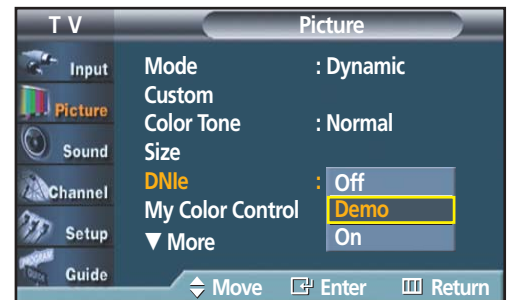 T V
Picture
Input
Picture
Sound
Channel
Setup
Guide
Mode : Dynamic
Custom
Color Tone : Normal
Size
DNIe : Off
Demo
On
My Color Control
▼ More
Move Enter Return